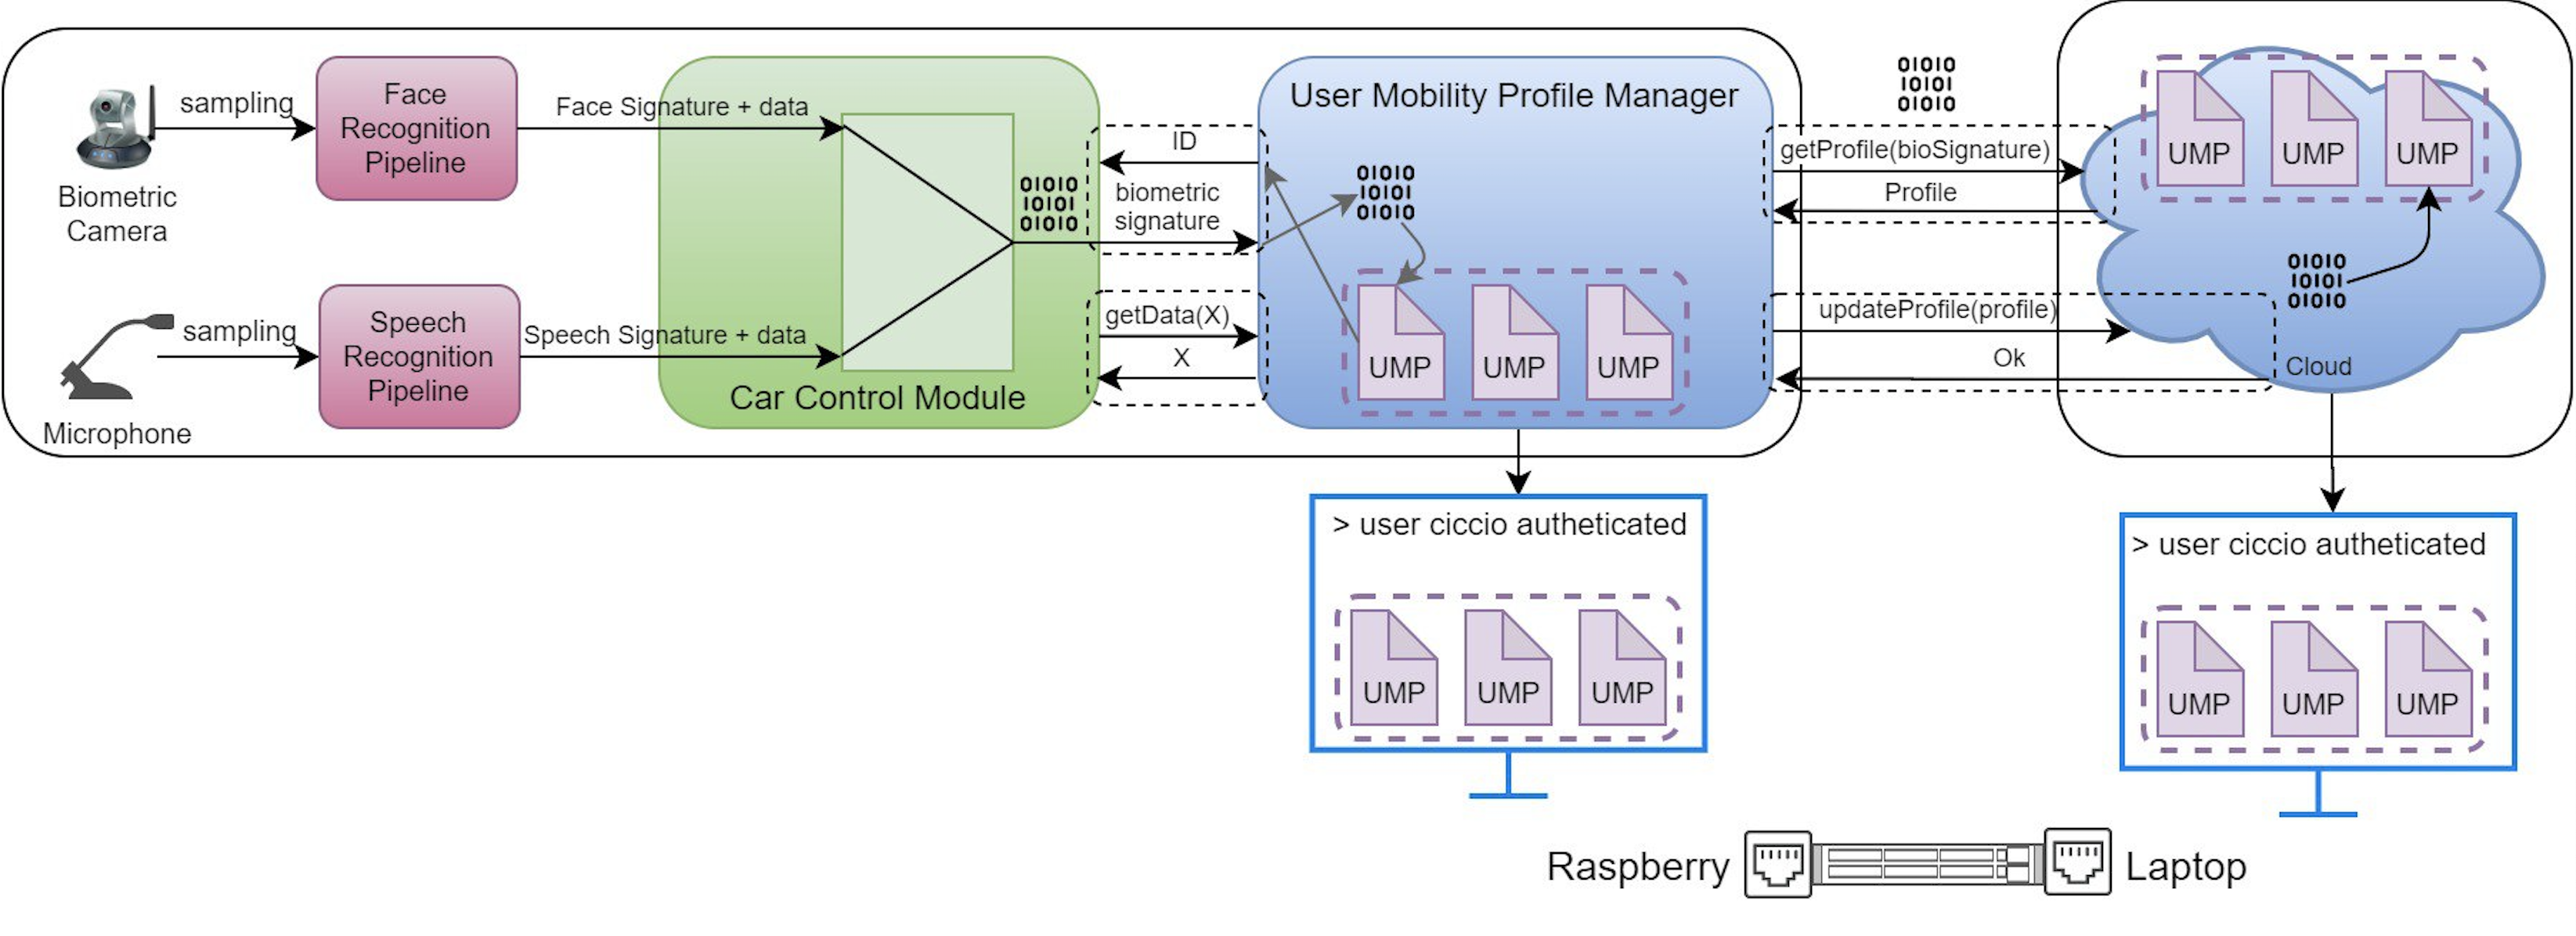 sampling
Face
Recognition
Pipeline
Face Signature + data
Biometric
Camera
sampling
Speech
Recognition
Pipeline
Speech Signature + data
Microphone
Car Control Module
01010
10101
01010
ID
biometric
signature
getData(X)
X
User Mobility Profile Manager
01010
10101
01010
UMP
UMP
UMP
01010
10101
01010
getProfile(bioSignature)
Profile
updateProfile(profile)
Ok
UMP
UMP
UMP
01010
10101
01010
Cloud
> user ciccio autheticated
UMP
UMP
UMP
> user ciccio autheticated
UMP
UMP
UMP
Raspberry
Laptop